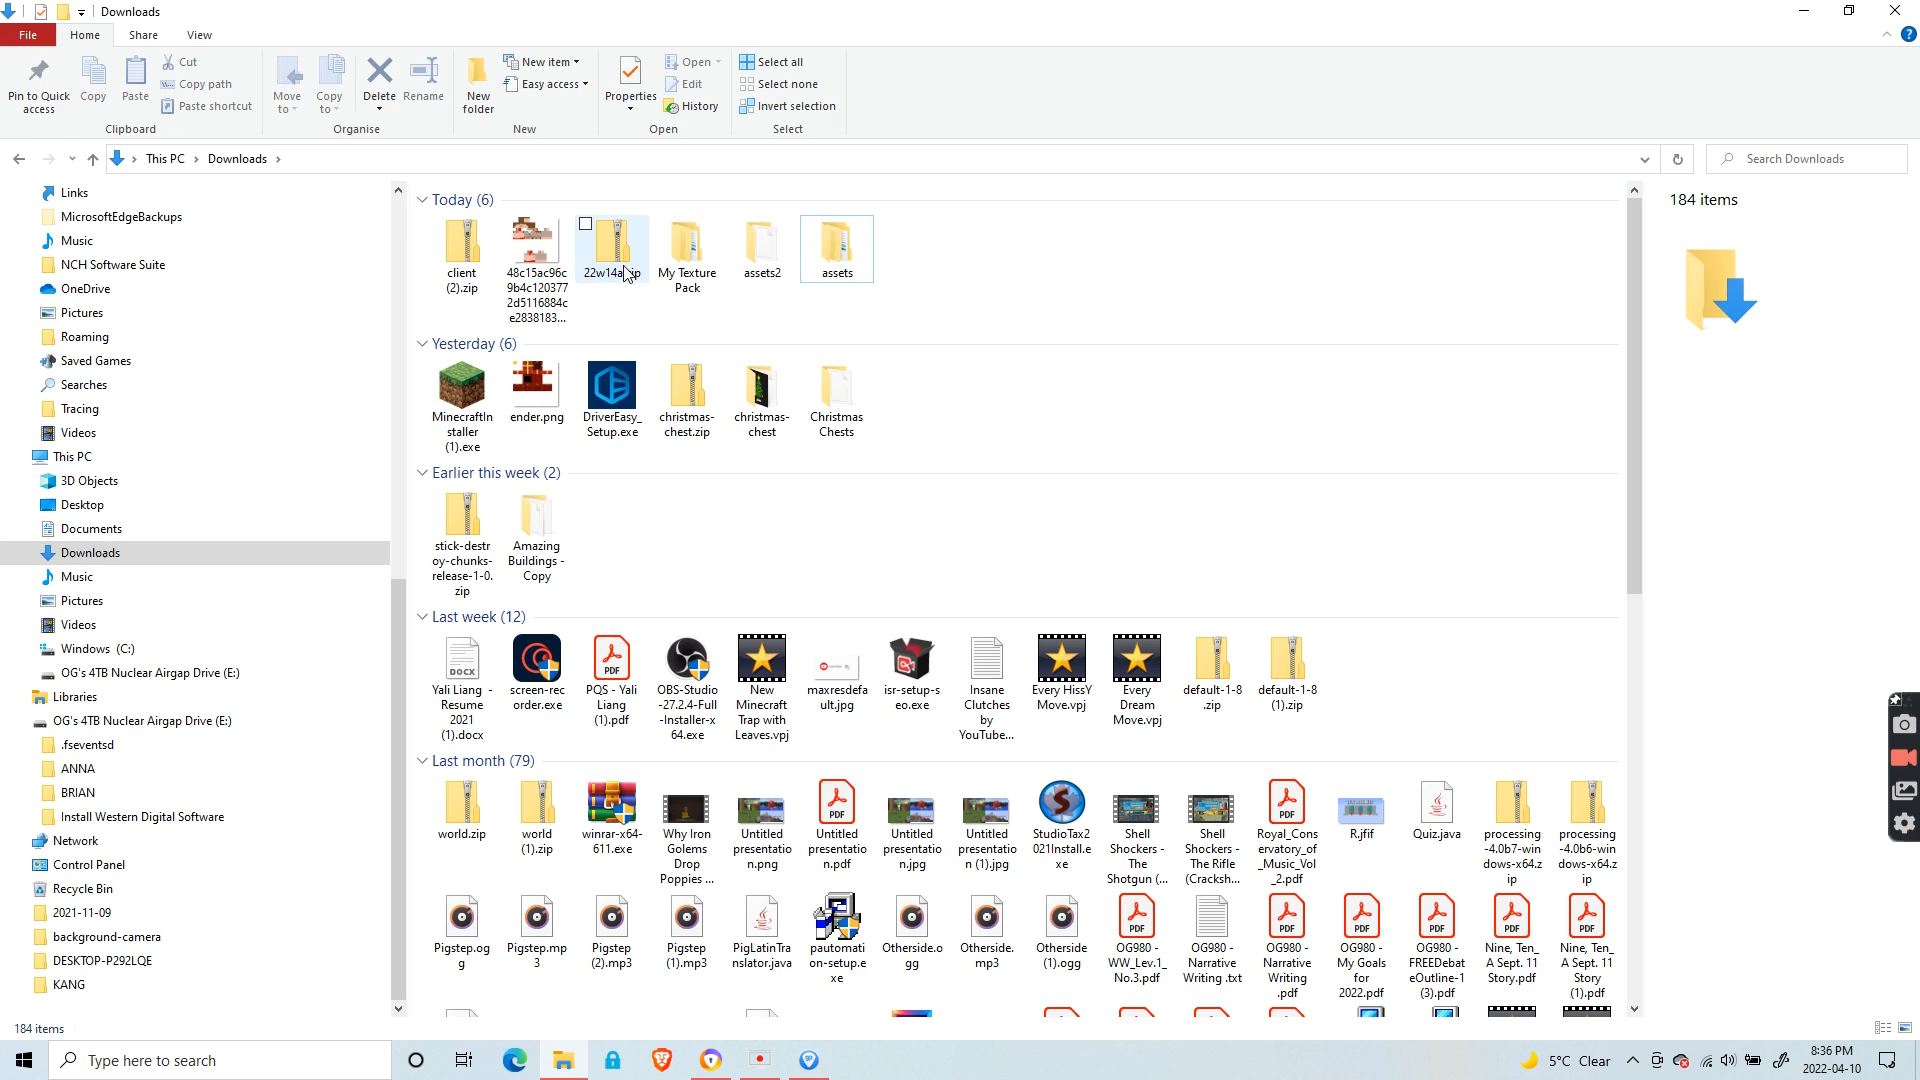 Downloads
File Home Share View
Pin to Quick access
Copy
Paste
Cut
Copy path
Paste shortcut
Clipboard
Move to
Copy to
Delete
Rename
Organise
New folder
New item
Easy access
New
Properties
Open
Edit
History
Open
Select all
Select none
Invert selection
Select
This PC Downloads
Search Downloads
Links
MicrosoftEdgeBackups
Music
NCH Software Suite
OneDrive
Pictures
Roaming
Saved Games
Searches
Tracing
Videos
This PC
3D Objects
Desktop
Documents
Downloads
Music
Pictures
Videos
Windows (C:)
OG's 4TB Nuclear Airgap Drive (E:)
Libraries
OG's 4TB Nuclear Airgap Drive (E:)
.fseventsd
ANNA
BRIAN
Install Western Digital Software
Network
Control Panel
Recycle Bin
2021-11-09
background-camera
DESKTOP-P292LQE
KANG
Today (6)
client
(2).zip
48c15ac96c
9b4c120377
2d5116884c
e2838183...
My Texture
Pack
assets2
assets
Yesterday (6)
MinecraftIn
staller
(1).exe
ender.png
DriverEasy_
Setup.exe
christmas-
chest.zip
christmas-
chest
Christmas
Chests
Earlier this week (2)
stick-destr
oy-chunks-
release-1-0.
zip
Amazing
Buildings -
Copy
Last week (12)
Yali Liang -
Resume
2021
(1).docx
screen-rec
order.exe
PQS - Yali
Liang
(1).pdf
OBS-Studio
-27.2.4-Full
-Installer-x
64.exe
New
Minecraft
Trap with
Leaves.vpj
maxresdefa
ult.jpg
isr-setup-s
eo.exe
Insane
Clutches
by
YouTube...
Every HissY
Move.vpj
Every
Dream
Move.vpj
default-1-8
.zip
default-1-8
(1).zip
Last month (79)
world.zip
world
(1).zip
winrar-x64-
611.exe
Why Iron
Golems
Drop
Poppies ...
Untitled
presentatio
n.png
Untitled
presentatio
n.pdf
Untitled
presentatio
n.jpg
Untitled
presentatio
n (1).jpg
StudioTax2
021Install.e
xe
Shell
Shockers -
The
Shotgun (...
Shell
Shockers -
The Rifle
(Cracksh...
Royal_Cons
ervatory_of
_Music_Vol
_2.pdf
R.jfif
Quiz.java
processing
-4.0b7-win
dows-x64.z
ip
processing
-4.0b6-win
dows-x64.z
ip
Pigstep.og
g
Pigstep.mp
3
Pigstep
(2).mp3
Pigstep
(1).mp3
PigLatinTra
nslator.java
pautomati
on-setup.e
xe
Otherside.o
gg
Otherside.
mp3
Otherside
(1).ogg
OG980 -
WW_Lev.1_
No.3.pdf
OG980 -
Narrative
Writing .txt
OG980 -
Narrative
Writing
.pdf
OG980 -
My Goals
for
2022.pdf
OG980 -
FREEDebat
eOutline-1
(3).pdf
Nine, Ten_
A Sept. 11
Story.pdf
Nine, Ten_
A Sept. 11
Story
(1).pdf
184 items
184 items
Type here to search
5°C Clear
8:36 PM
2022-04-10